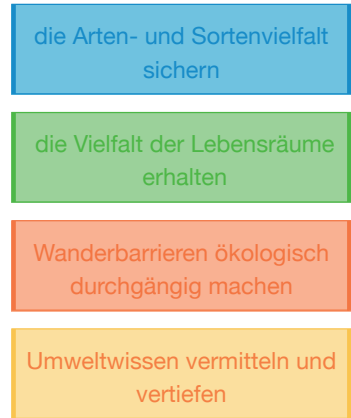 die Arten- und Sortenvielfalt
sichern
die Vielfalt der Lebensräume
erhalten
Wanderbarrieren ökologisch
durchgängig machen
Umweltwissen vermitteln und
vertiefen